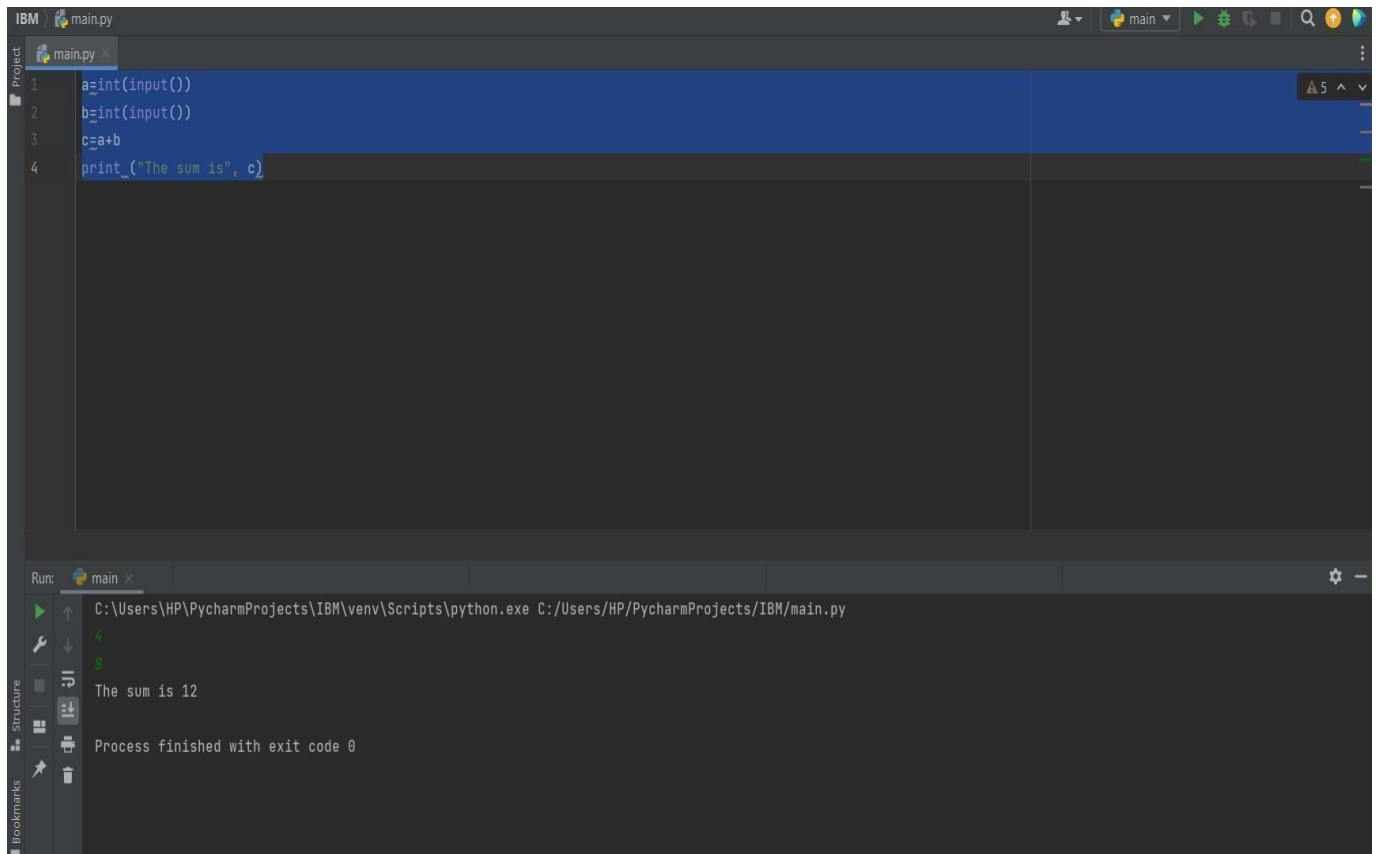 IBM main.py
main
main.py
Project
1 a=int(input())
5
2 b=int(input())
3 c=a+b
4 print ("The sum is", c)
Run: main
C:\Users\HP\PycharmProjects\IBM\venv\Scripts\python.exe C:/Users/HP/PycharmProjects/IBM/main.py
4
8
The sum is 12
Process finished with exit code 0
Structure
Bookmarks